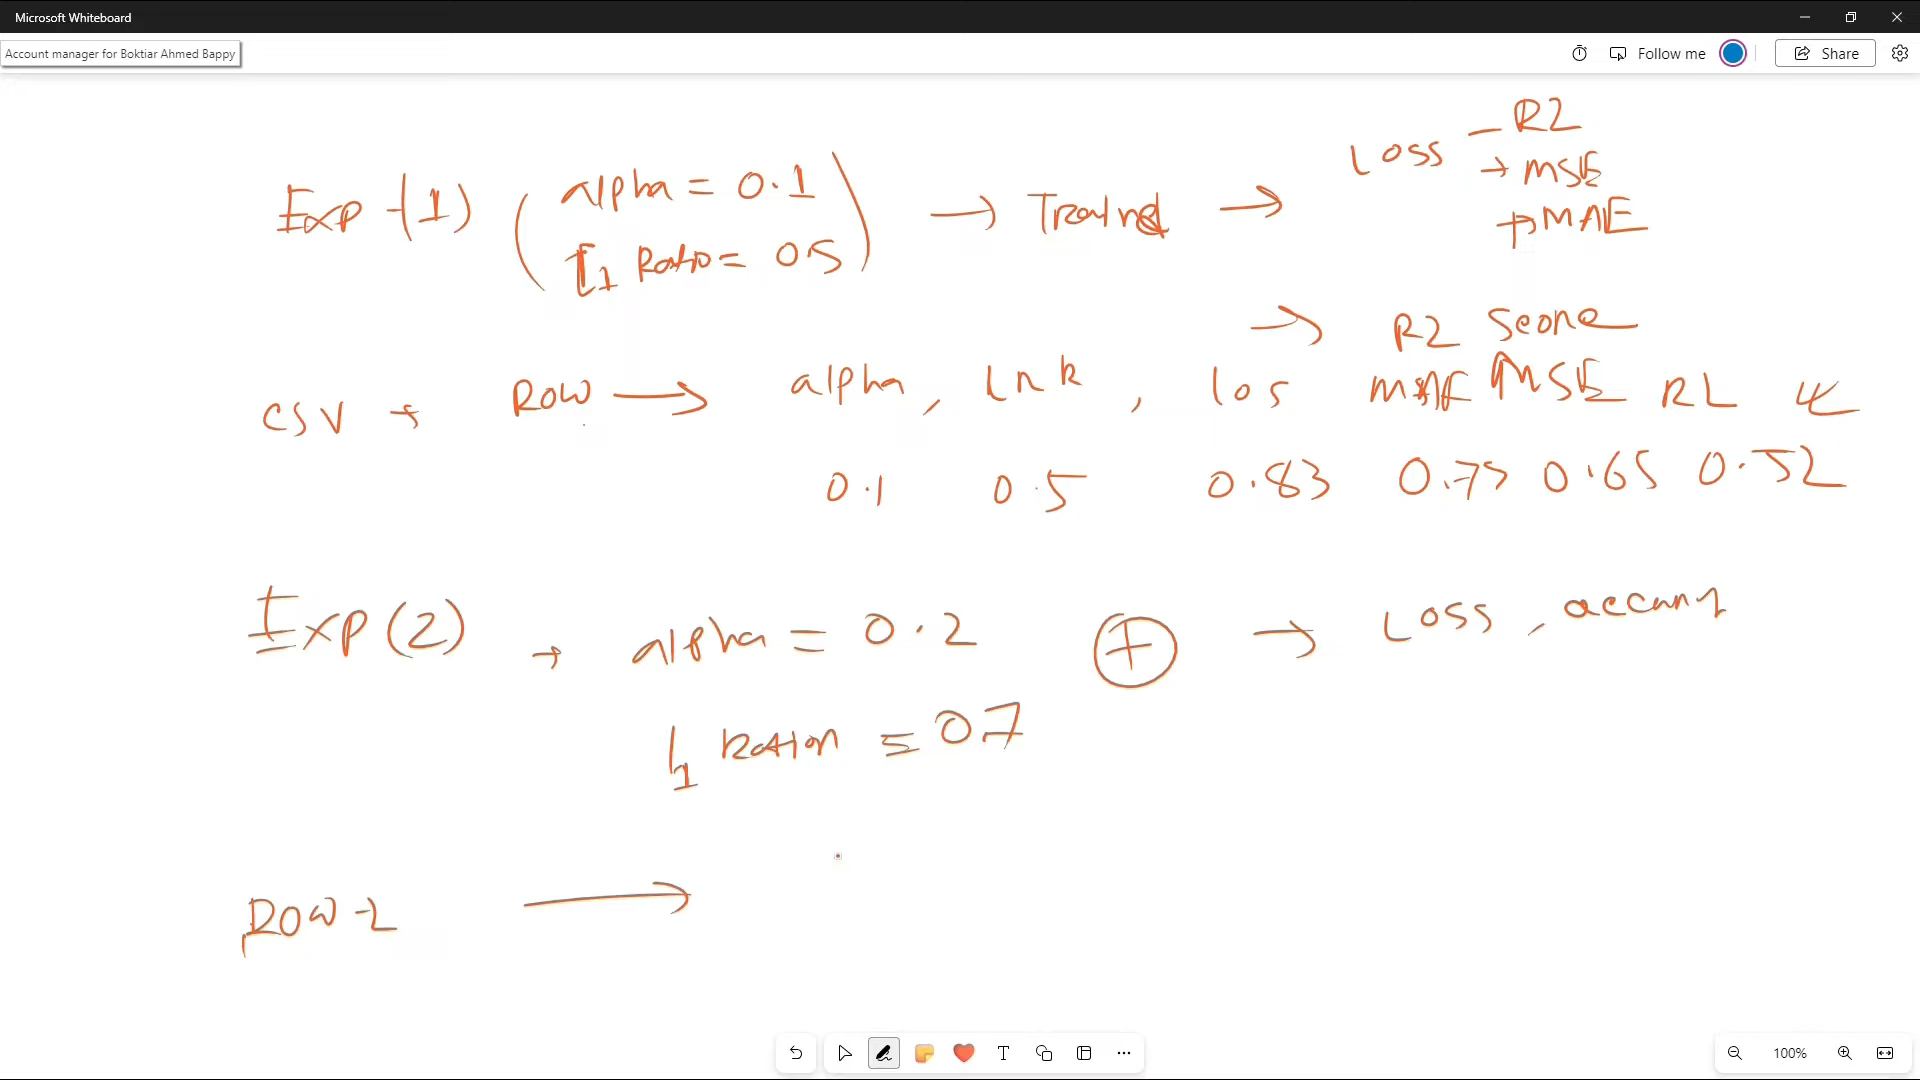 Microsoft Whiteboard
Account manager for Boktiar Ahmed Bappy
Follow me
Share
Exp - (1) ( alpha = 0.1 → Trained → Loss - R2
→ MSE
→ MAE
L1 Ratio = 0.5 )
→ R2 Score
CSV → ROW → alpha, , los MAE MSE RL
0.1 0.5 0.83 0.75 0.65 0.52
Exp (2) → alpha = 0.2 + → Loss, accury
L1 Ration = 0.7
ROW - 2 →
100%